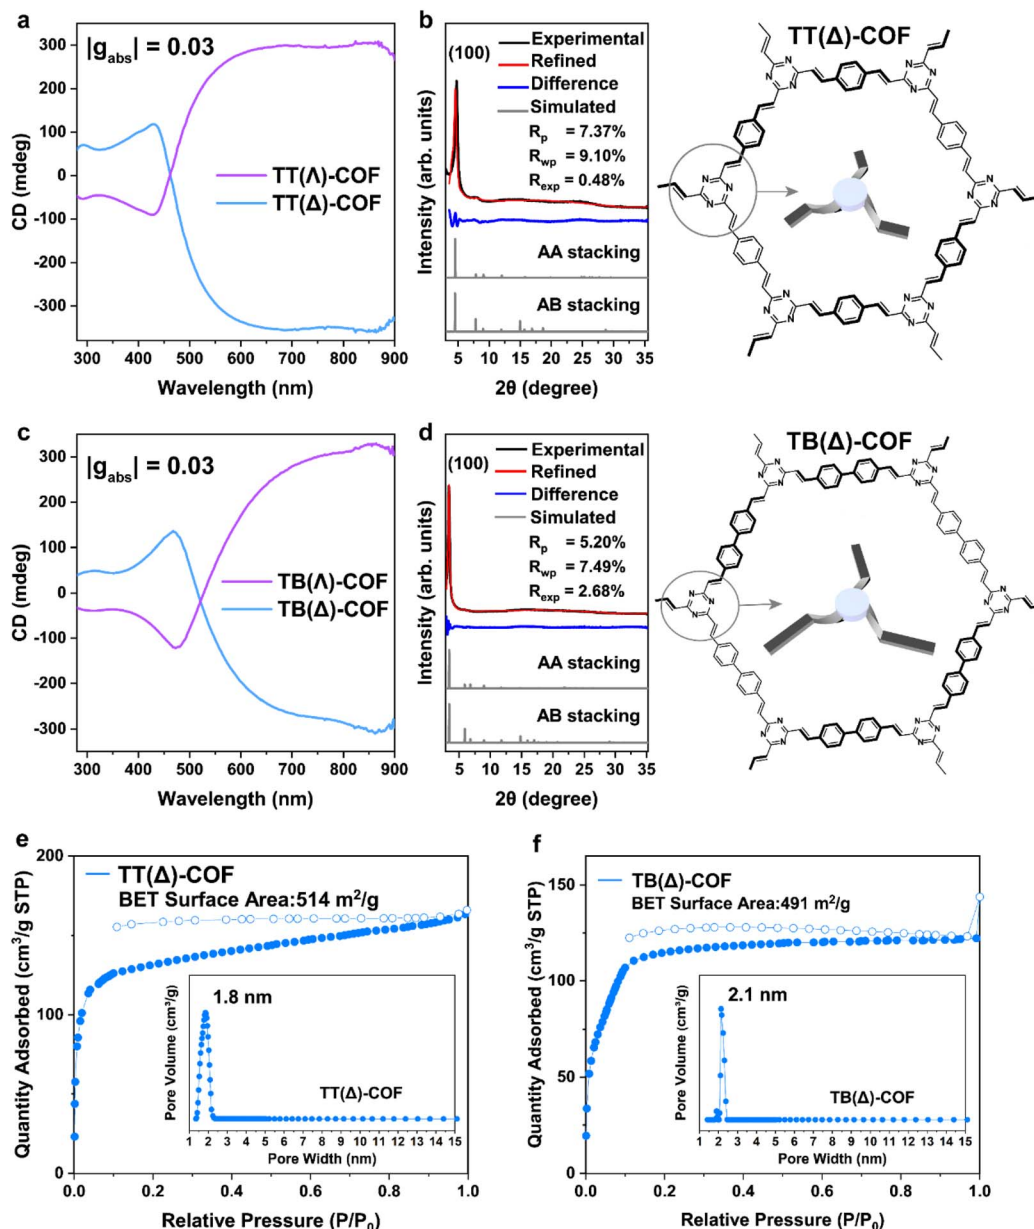 a
|g_abs| = 0.03
TT(Λ)-COF
TT(Δ)-COF
CD (mdeg)
300
200
100
0
-100
-200
-300
300
400
500
600
700
800
900
Wavelength (nm)
b
(100)
Experimental
Refined
Difference
Simulated
R_p = 7.37%
R_wp = 9.10%
R_exp = 0.48%
AA stacking
AB stacking
Intensity (arb. units)
5
10
15
20
25
30
35
2θ (degree)
TT(Δ)-COF
c
|g_abs| = 0.03
TB(Λ)-COF
TB(Δ)-COF
CD (mdeg)
300
200
100
0
-100
-200
-300
300
400
500
600
700
800
900
Wavelength (nm)
d
(100)
Experimental
Refined
Difference
Simulated
R_p = 5.20%
R_wp = 7.49%
R_exp = 2.68%
AA stacking
AB stacking
Intensity (arb. units)
5
10
15
20
25
30
35
2θ (degree)
TB(Δ)-COF
e
TT(Δ)-COF
BET Surface Area:514 m²/g
Quantity Adsorbed (cm³/g STP)
200
100
0
0.0
0.2
0.4
0.6
0.8
1.0
Relative Pressure (P/P₀)
1.8 nm
Pore Volume (cm³/g)
TT(Δ)-COF
1 2 3 4 5 6 7 8 9 10 11 12 13 14 15
Pore Width (nm)
f
TB(Δ)-COF
BET Surface Area:491 m²/g
Quantity Adsorbed (cm³/g STP)
150
100
50
0
0.0
0.2
0.4
0.6
0.8
1.0
Relative Pressure (P/P₀)
2.1 nm
Pore Volume (cm³/g)
TB(Δ)-COF
1 2 3 4 5 6 7 8 9 10 11 12 13 14 15
Pore Width (nm)